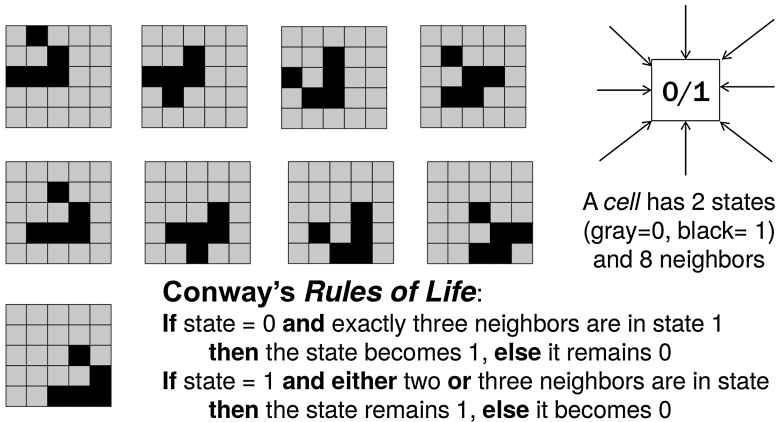 0/1
A cell has 2 states
(gray=0, black= 1)
and 8 neighbors
Conway's Rules of Life:
If state = 0 and exactly three neighbors are in state 1
then the state becomes 1, else it remains 0
If state = 1 and either two or three neighbors are in state
then the state remains 1, else it becomes 0